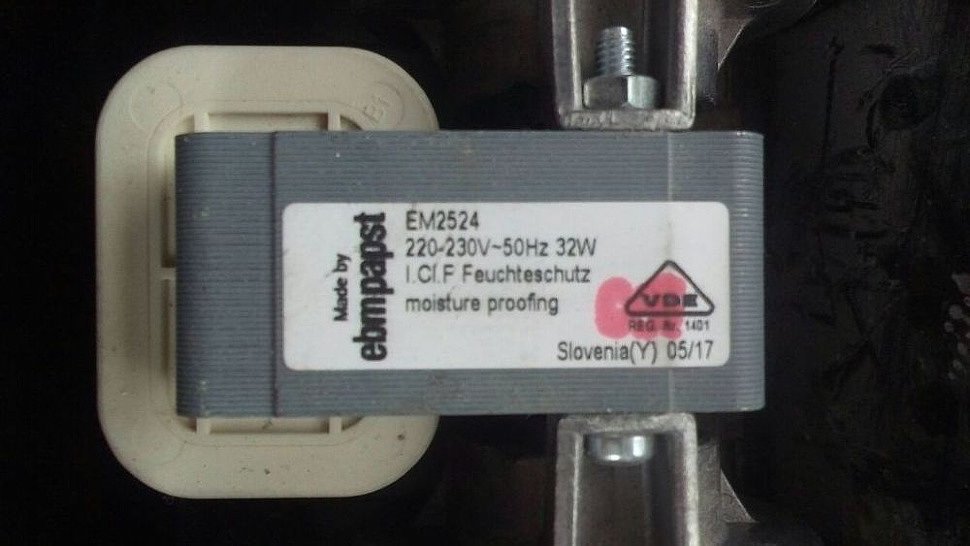 Made by
ebmpapst
EM2524
220-230V~50Hz 32W
I.Cl.F Feuchteschutz
moisture proofing
VDE
REG. Nr. 1401
Slovenia(Y) 05/17